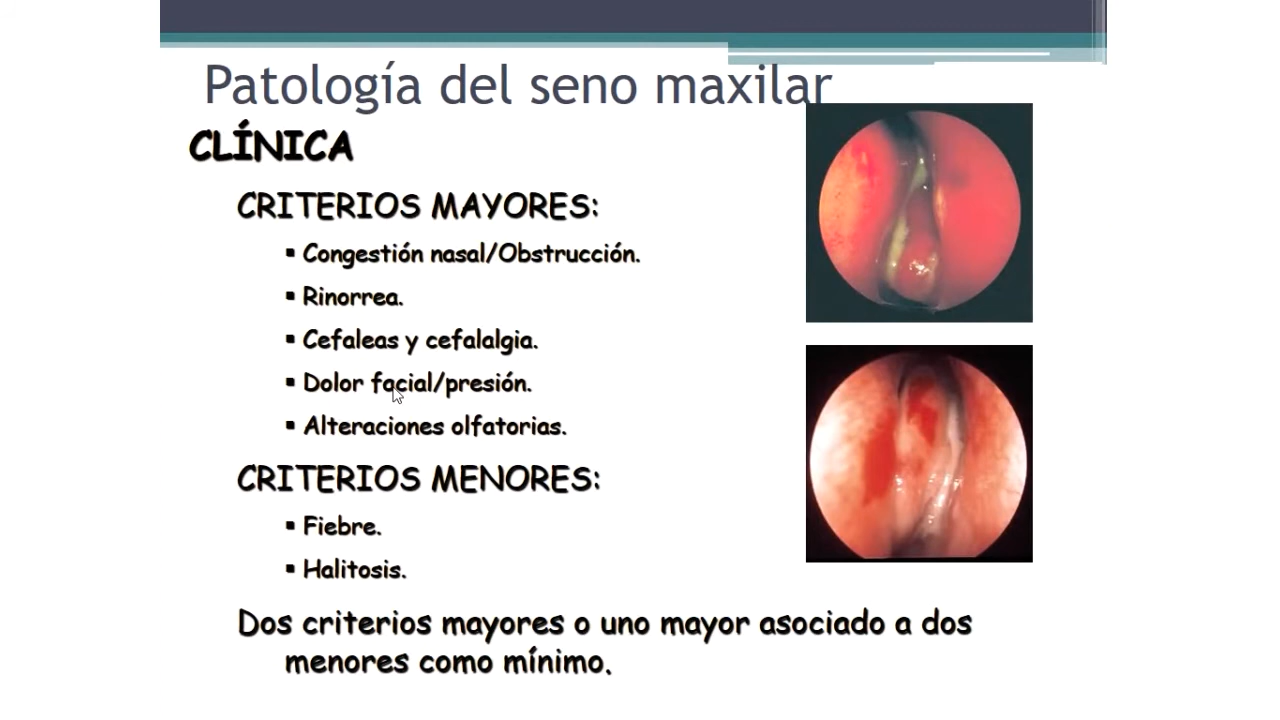 Patología del seno maxilar
CLÍNICA
CRITERIOS MAYORES:
▪ Congestión nasal/Obstrucción.
▪ Rinorrea.
▪ Cefaleas y cefalalgia.
▪ Dolor facial/presión.
▪ Alteraciones olfatorias.
CRITERIOS MENORES:
▪ Fiebre.
▪ Halitosis.
Dos criterios mayores o uno mayor asociado a dos
menores como mínimo.